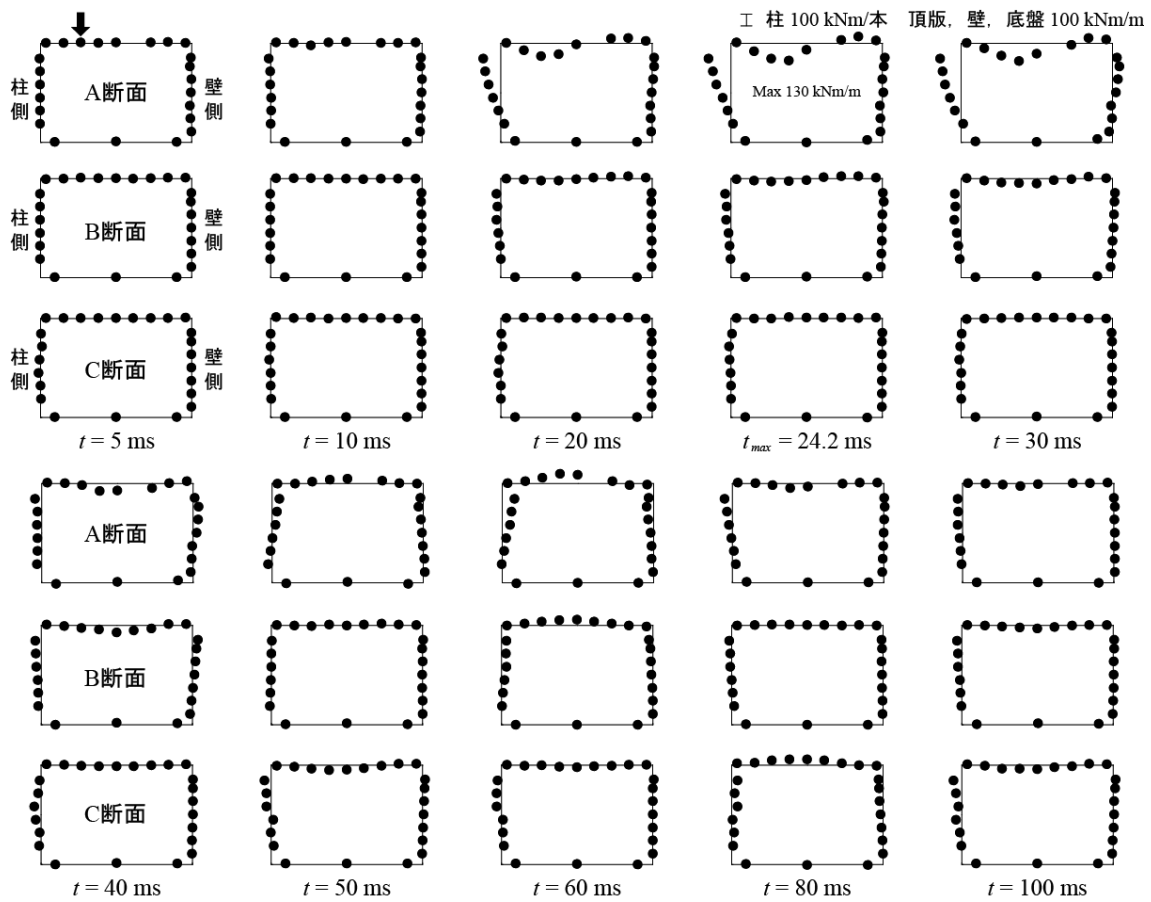 柱 100 kNm/本 頂版, 壁, 底盤 100 kNm/m
柱側 A断面 壁側
Max 130 kNm/m
柱側 B断面 壁側
柱側 C断面 壁側
t = 5 ms t = 10 ms t = 20 ms tmax = 24.2 ms t = 30 ms
A断面
B断面
C断面
t = 40 ms t = 50 ms t = 60 ms t = 80 ms t = 100 ms